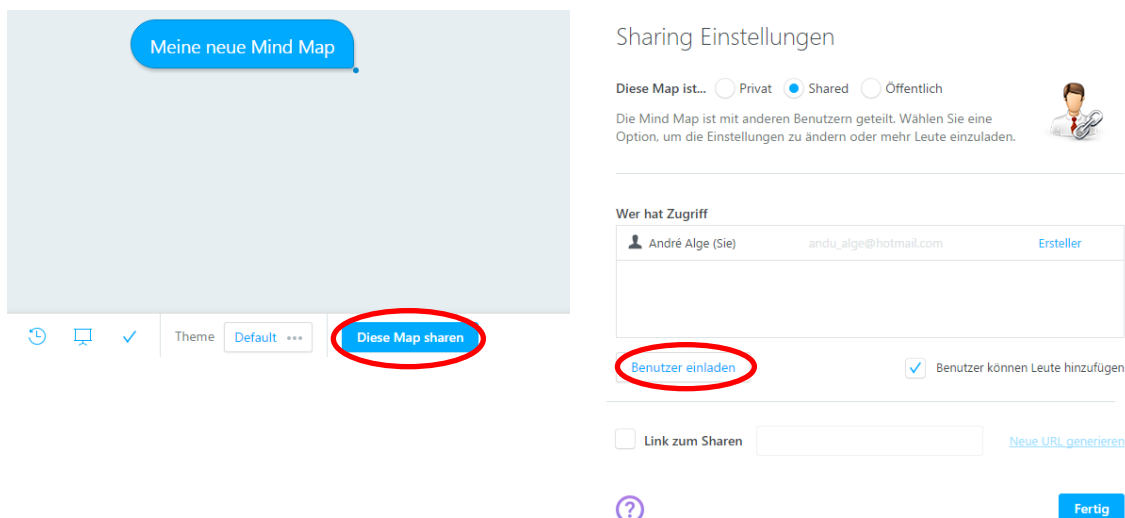 Meine neue Mind Map
Theme Default ••• Diese Map sharen
Sharing Einstellungen
Diese Map ist... Privat Shared Öffentlich
Die Mind Map ist mit anderen Benutzern geteilt. Wählen Sie eine
Option, um die Einstellungen zu ändern oder mehr Leute einzuladen.
Wer hat Zugriff
André Alge (Sie) andu_alge@hotmail.com Ersteller
Benutzer einladen Benutzer können Leute hinzufügen
Link zum Sharen Neue URL generieren
? Fertig